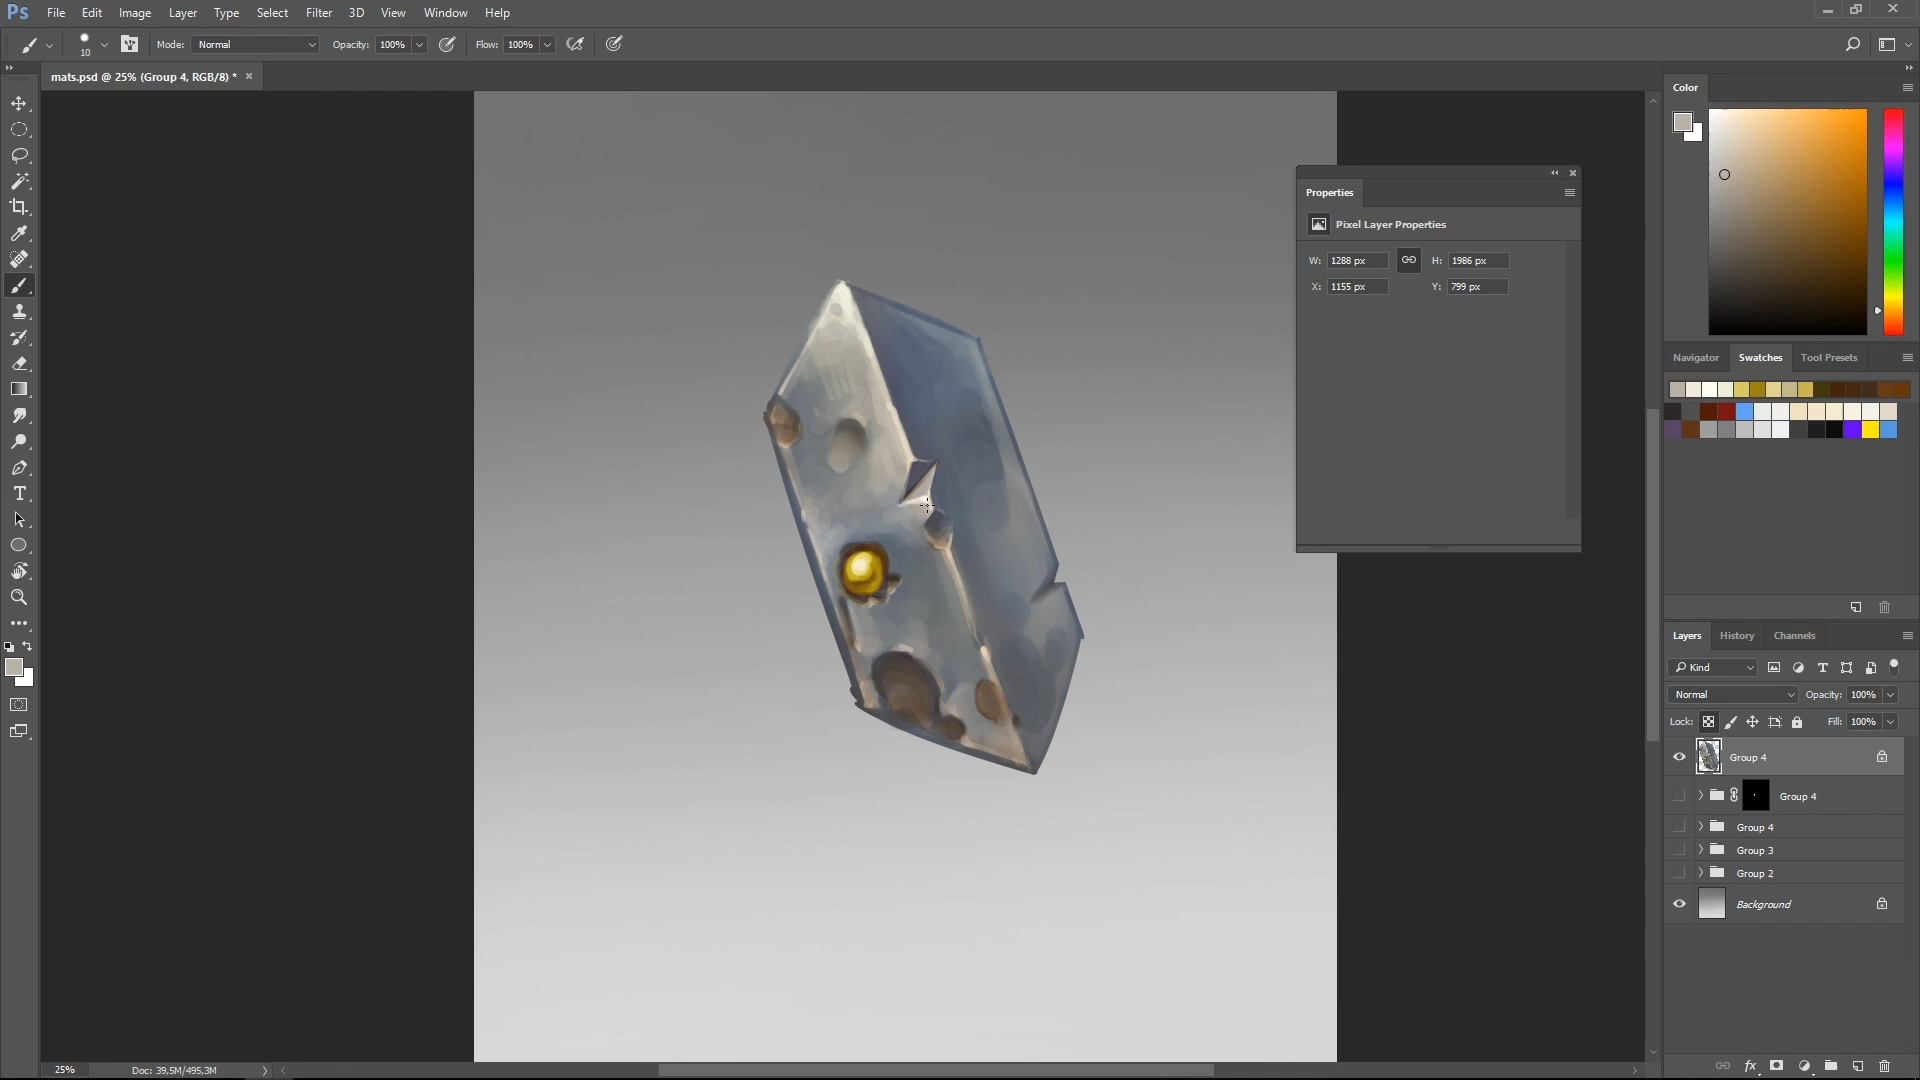 Ps File Edit Image Layer Type Select Filter 3D View Window Help
10 Mode: Normal Opacity: 100% Flow: 100%
mats.psd @ 25% (Group 4, RGB/8) *
Color
Properties
Pixel Layer Properties
W: 1288 px H: 1986 px
X: 1155 px Y: 799 px
Navigator Swatches Tool Presets
Layers History Channels
Kind
Normal Opacity: 100%
Lock: Fill: 100%
Group 4
Group 4
Group 4
Group 3
Group 2
Background
25% Doc: 39,5M/495,3M